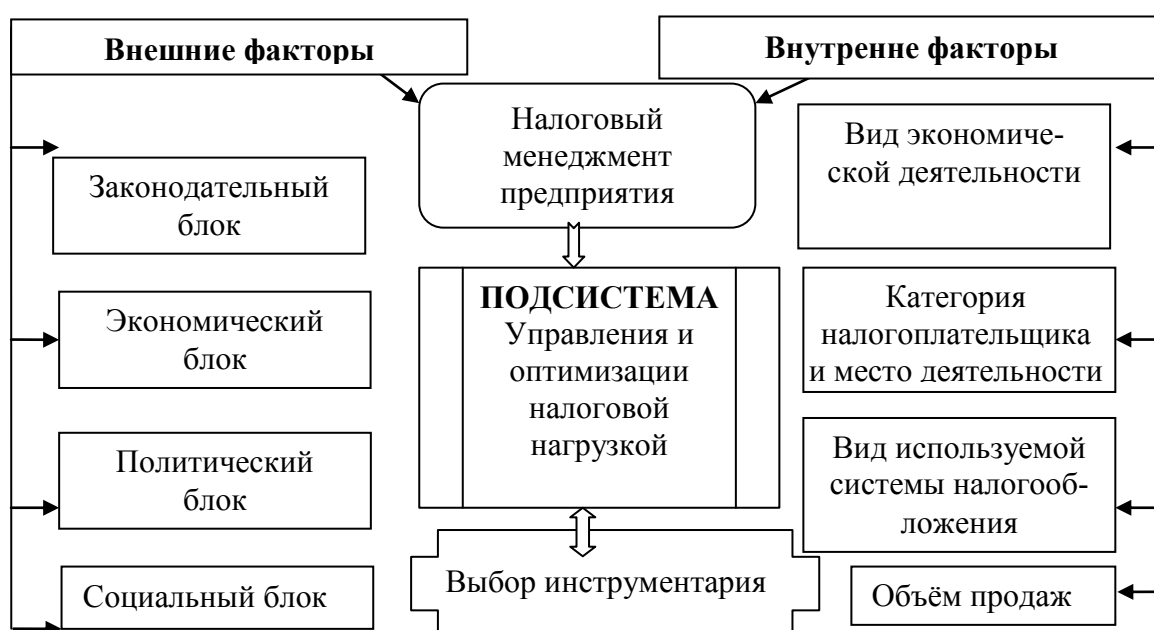 Внешние факторы
Внутренне факторы
Налоговый
менеджмент
предприятия
Вид экономиче-
ской деятельности
Законодательный
блок
ПОДСИСТЕМА
Управления и
оптимизации
налоговой
нагрузкой
Категория
налогоплательщика
и место деятельности
Экономический
блок
Политический
блок
Вид используемой
системы налогооб-
ложения
Социальный блок
Выбор инструментария
Объём продаж